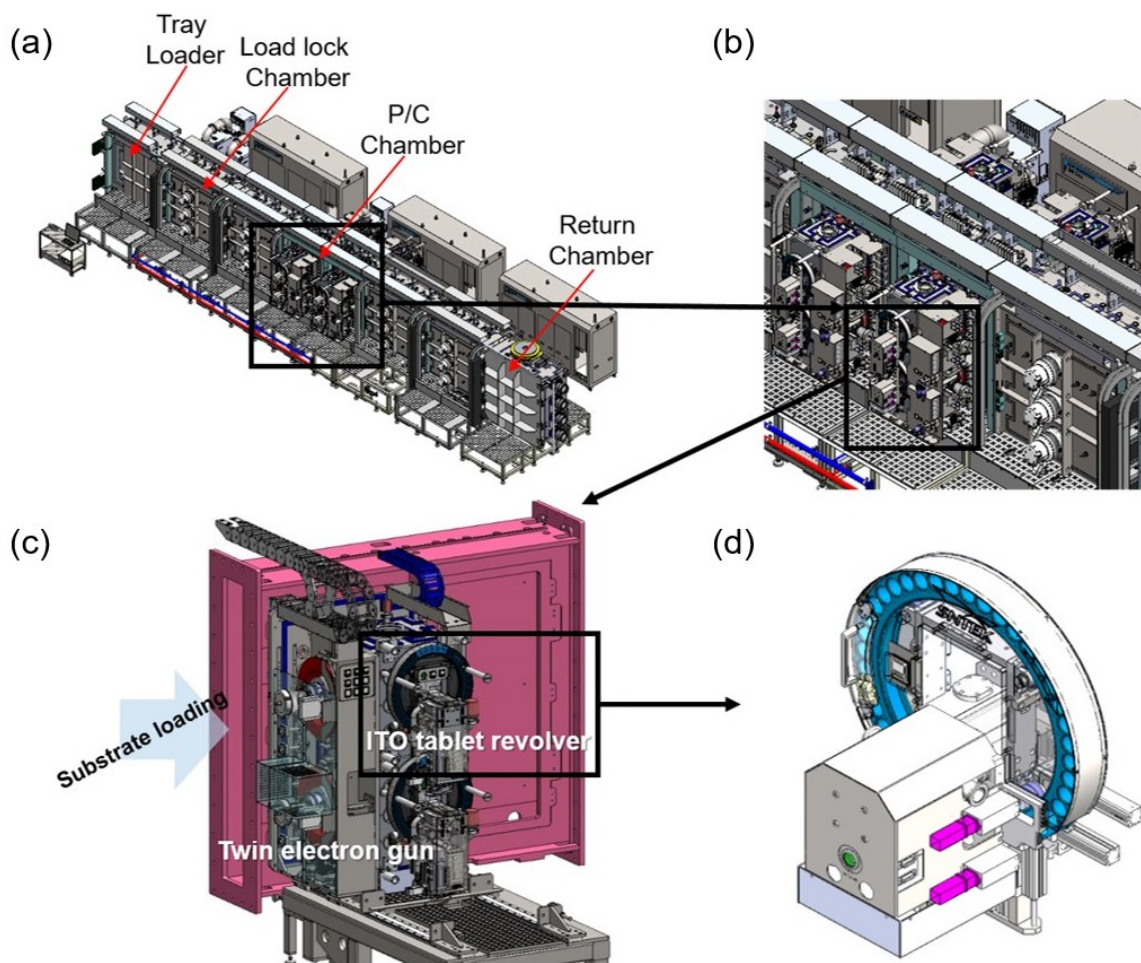 (a)
Tray
Loader
Load lock
Chamber
P/C
Chamber
Return
Chamber
(b)
(c)
Substrate loading
ITO tablet revolver
Twin electron gun
(d)
SNTEK